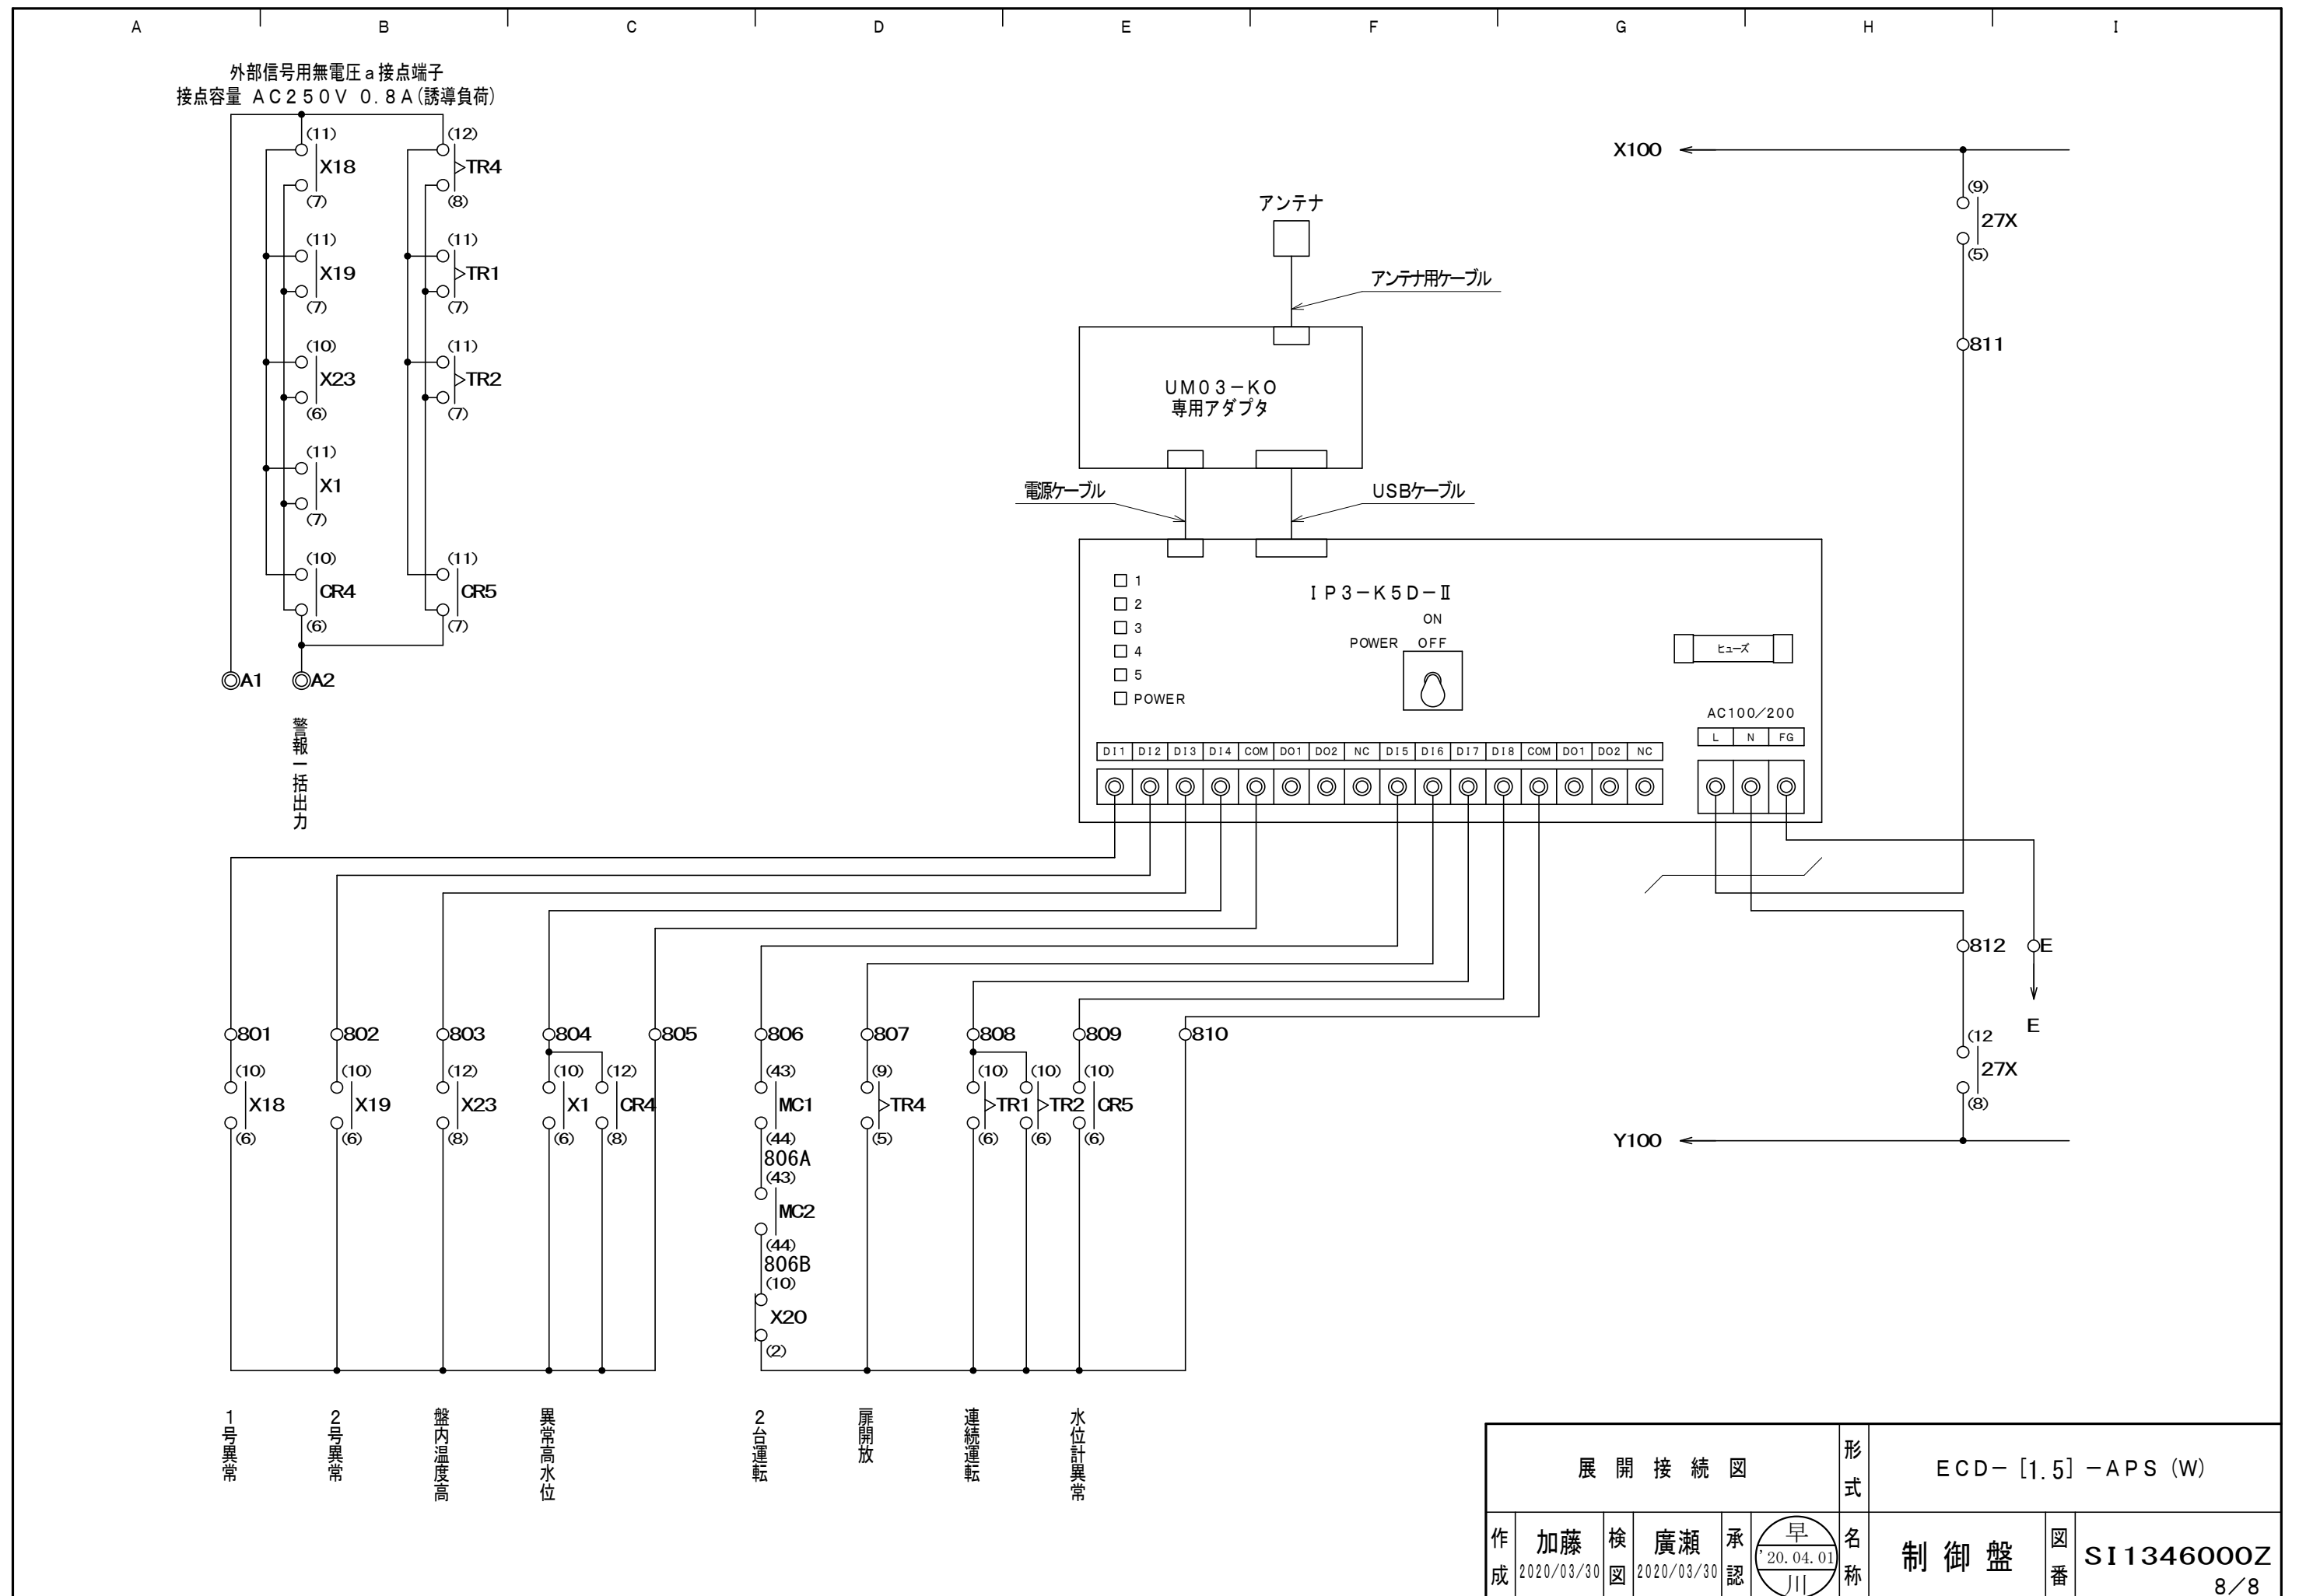 A B C D E F G H I
外部信号用無電圧a接点端子
接点容量 AC250V 0.8A(誘導負荷)
(11)
X18
(7)
(12)
TR4
(8)
(11)
X19
(7)
(11)
TR1
(7)
(10)
X23
(6)
(11)
TR2
(7)
(11)
X1
(7)
(10)
CR4
(6)
(11)
CR5
(7)
A1
A2
警報一括出力
アンテナ
アンテナ用ケーブル
UM03-KO
専用アダプタ
電源ケーブル
USBケーブル
X100
(9)
27X
(5)
811
1
2
3
4
5
POWER
IP3-K5D-Ⅱ
ON
POWER OFF
ヒューズ
AC100/200
L N FG
DI1 DI2 DI3 DI4 COM DO1 DO2 NC DI5 DI6 DI7 DI8 COM DO1 DO2 NC
812
E
E
(12
27X
(8)
Y100
801 802 803 804 805 806 807 808 809 810
(10)
X18
(6)
(10)
X19
(6)
(12)
X23
(8)
(10)
X1
(6)
(12)
CR4
(8)
(43)
MC1
(44)
806A
(43)
MC2
(44)
806B
(10)
X20
(2)
(9)
TR4
(5)
(10)
TR1
(6)
(10)
TR2
(6)
(10)
CR5
(6)
1号異常
2号異常
盤内温度高
異常高水位
2台運転
扉開放
連続運転
水位計異常
展開接続図
形式
ECD-[1.5]-APS(W)
作成
加藤
2020/03/30
検図
廣瀬
2020/03/30
承認
早
'20.04.01
川
名称
制御盤
図番
SI1346000Z
8/8